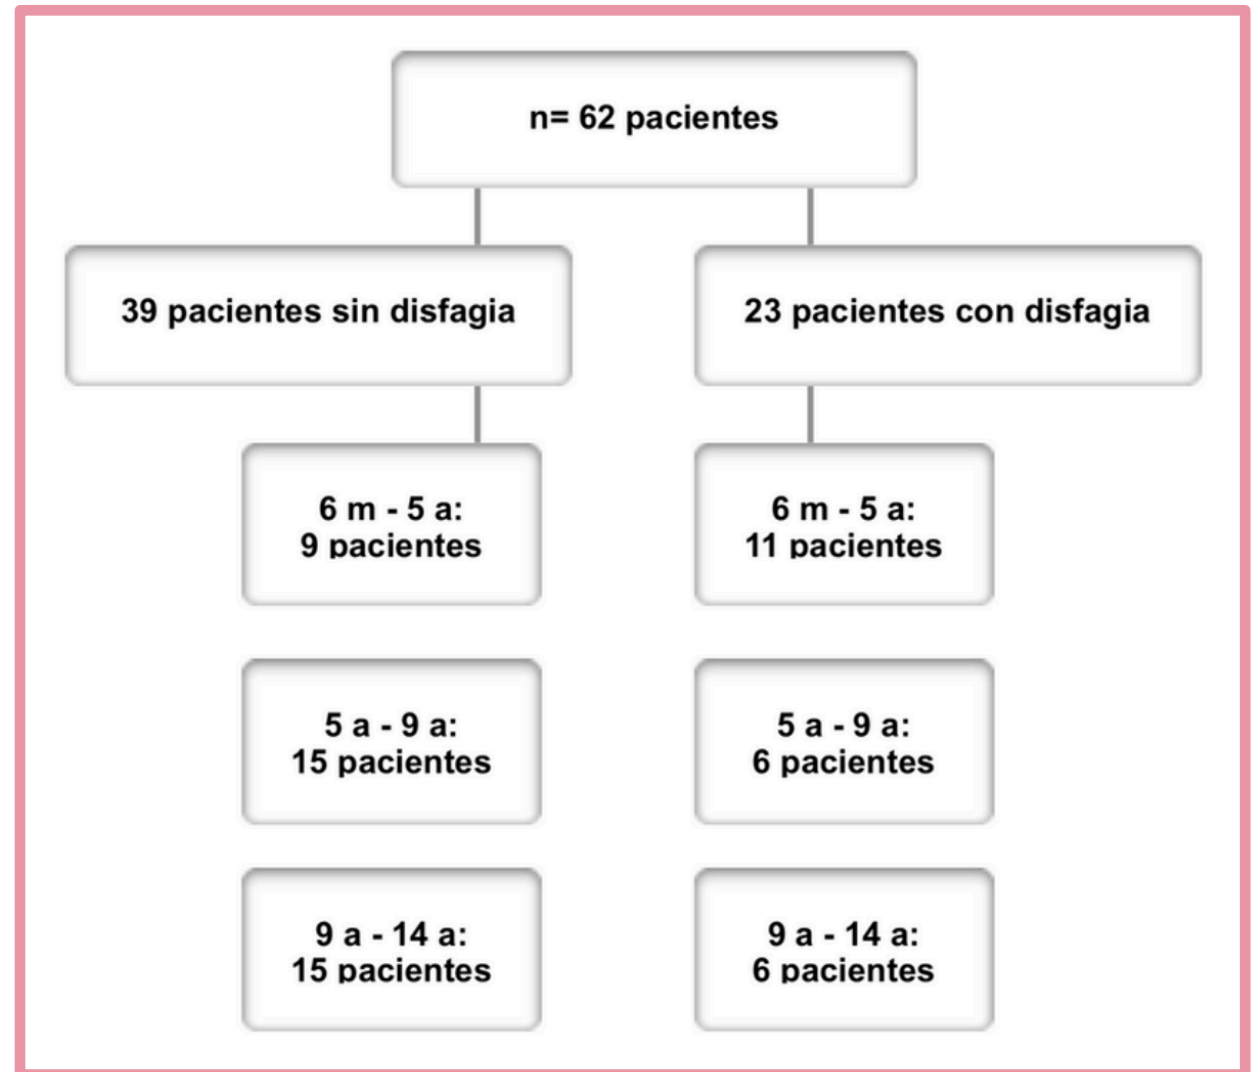 n= 62 pacientes
39 pacientes sin disfagia
23 pacientes con disfagia
6 m - 5 a:
9 pacientes
6 m - 5 a:
11 pacientes
5 a - 9 a:
15 pacientes
5 a - 9 a:
6 pacientes
9 a - 14 a:
15 pacientes
9 a - 14 a:
6 pacientes